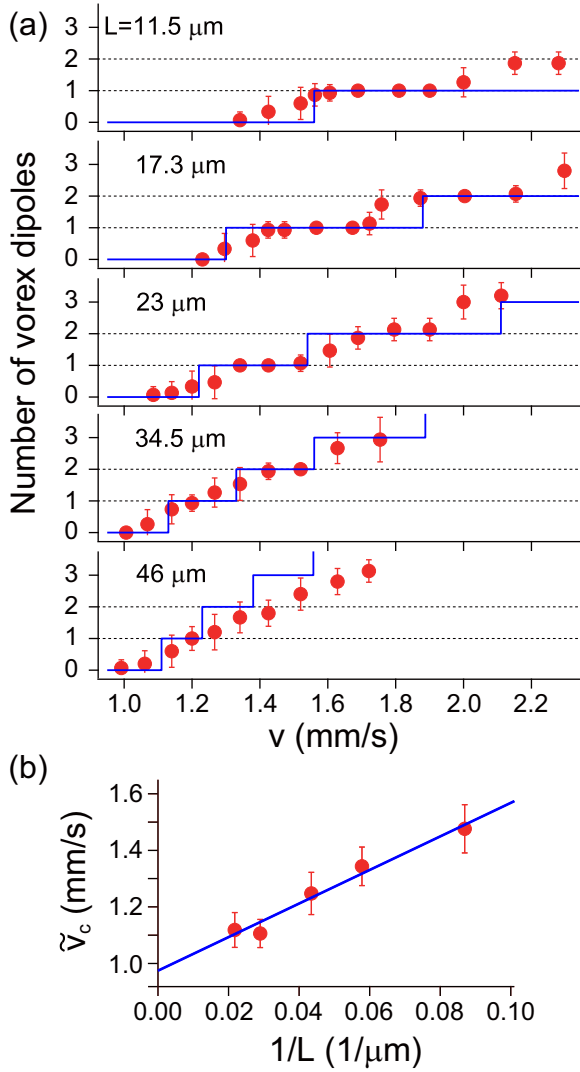 (a)
L=11.5 μm
3
2
1
0
17.3 μm
3
2
1
0
23 μm
3
2
1
0
34.5 μm
3
2
1
0
46 μm
3
2
1
0
Number of vorex dipoles
1.0 1.2 1.4 1.6 1.8 2.0 2.2
v (mm/s)
(b)
1.6
1.4
1.2
1.0
ṽc (mm/s)
0.00 0.02 0.04 0.06 0.08 0.10
1/L (1/μm)